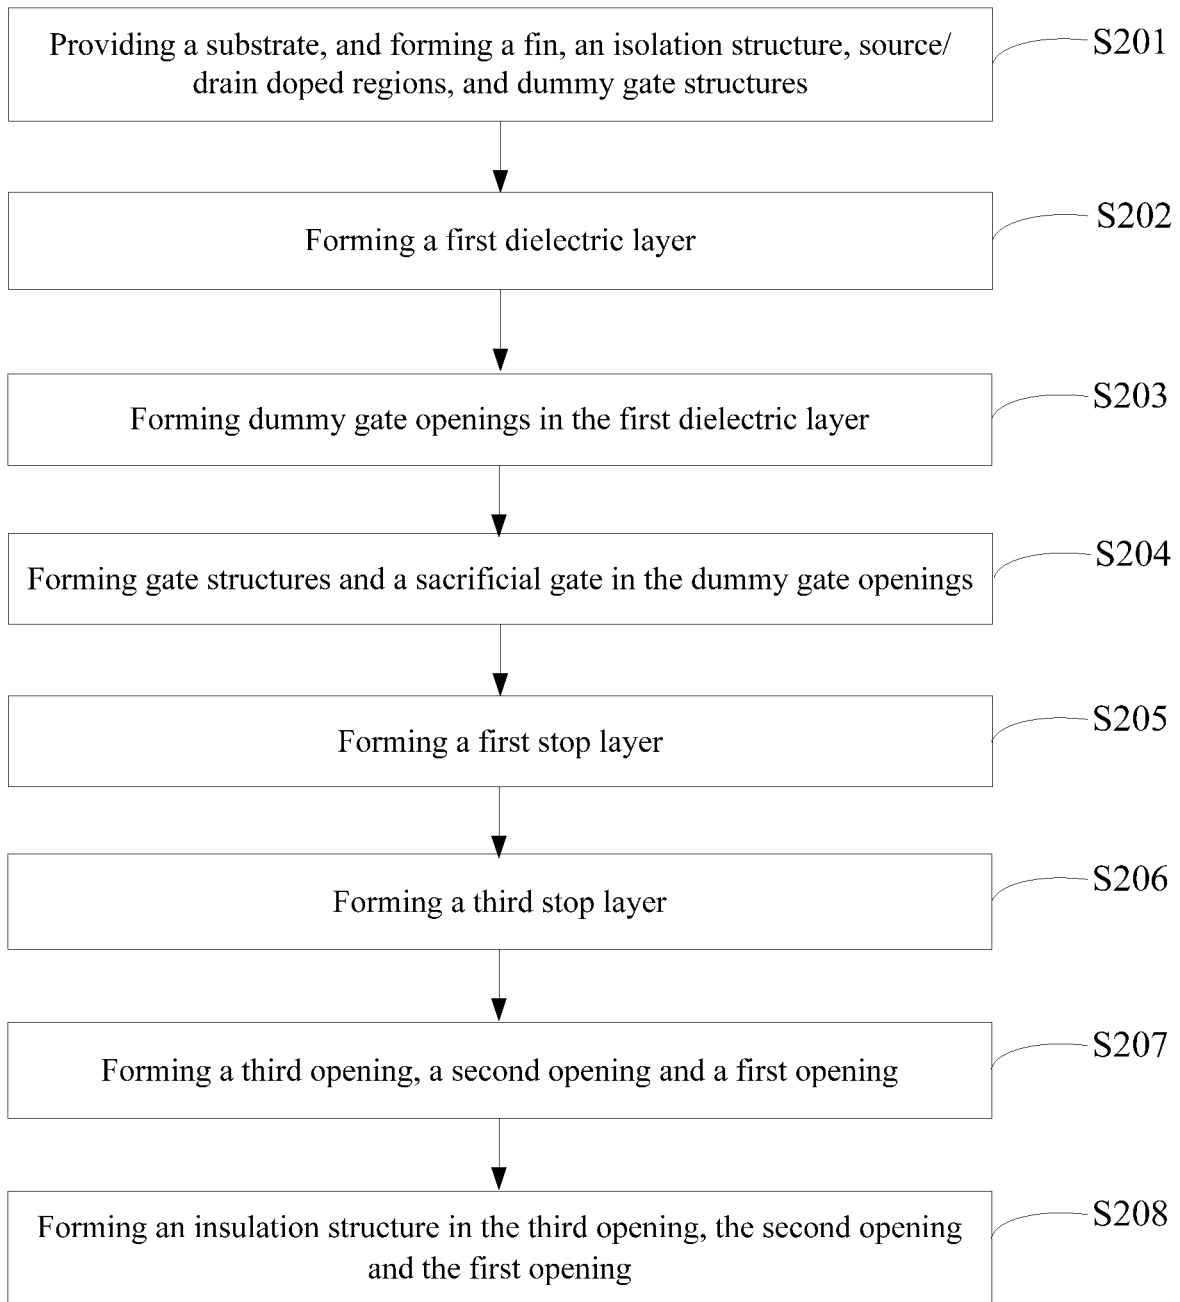 Providing a substrate, and forming a fin, an isolation structure, source/
drain doped regions, and dummy gate structures
S201
Forming a first dielectric layer
S202
Forming dummy gate openings in the first dielectric layer
S203
Forming gate structures and a sacrificial gate in the dummy gate openings
S204
Forming a first stop layer
S205
Forming a third stop layer
S206
Forming a third opening, a second opening and a first opening
S207
Forming an insulation structure in the third opening, the second opening
and the first opening
S208